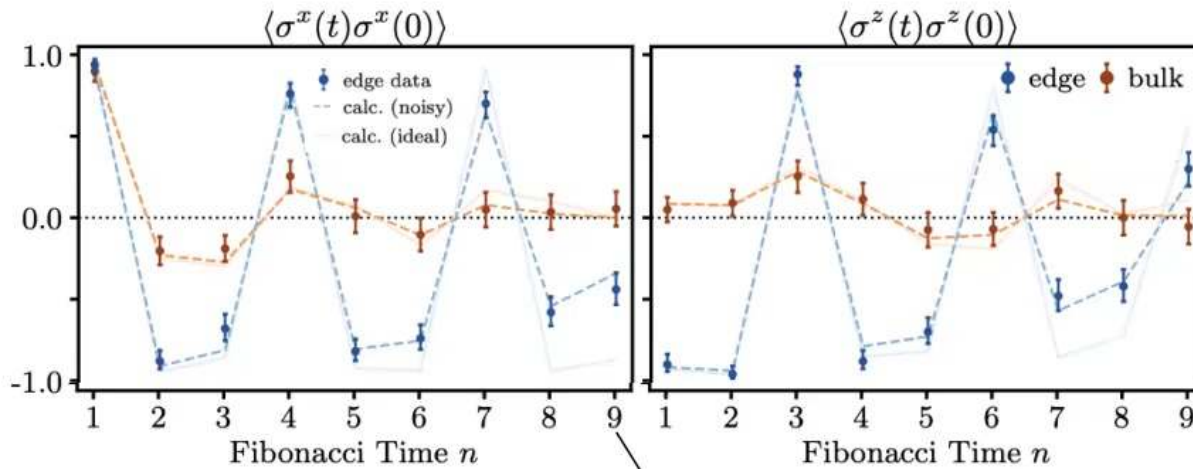 ⟨σˣ(t)σˣ(0)⟩
⟨σᶻ(t)σᶻ(0)⟩
1.0
0.0
-1.0
edge data
calc. (noisy)
calc. (ideal)
edge
bulk
1 2 3 4 5 6 7 8 9
1 2 3 4 5 6 7 8 9
Fibonacci Time n
Fibonacci Time n